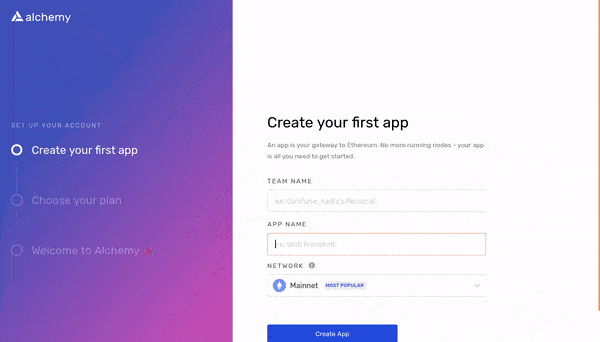 alchemy
SET UP YOUR ACCOUNT
Create your first app
Choose your plan
Welcome to Alchemy
Create your first app
An app is your gateway to Ethereum. No more running nodes - your app
is all you need to get started.
TEAM NAME
ex: Coinbase, Nadia's Personal
APP NAME
ex: Web Frontend
NETWORK
Mainnet MOST POPULAR
Create App